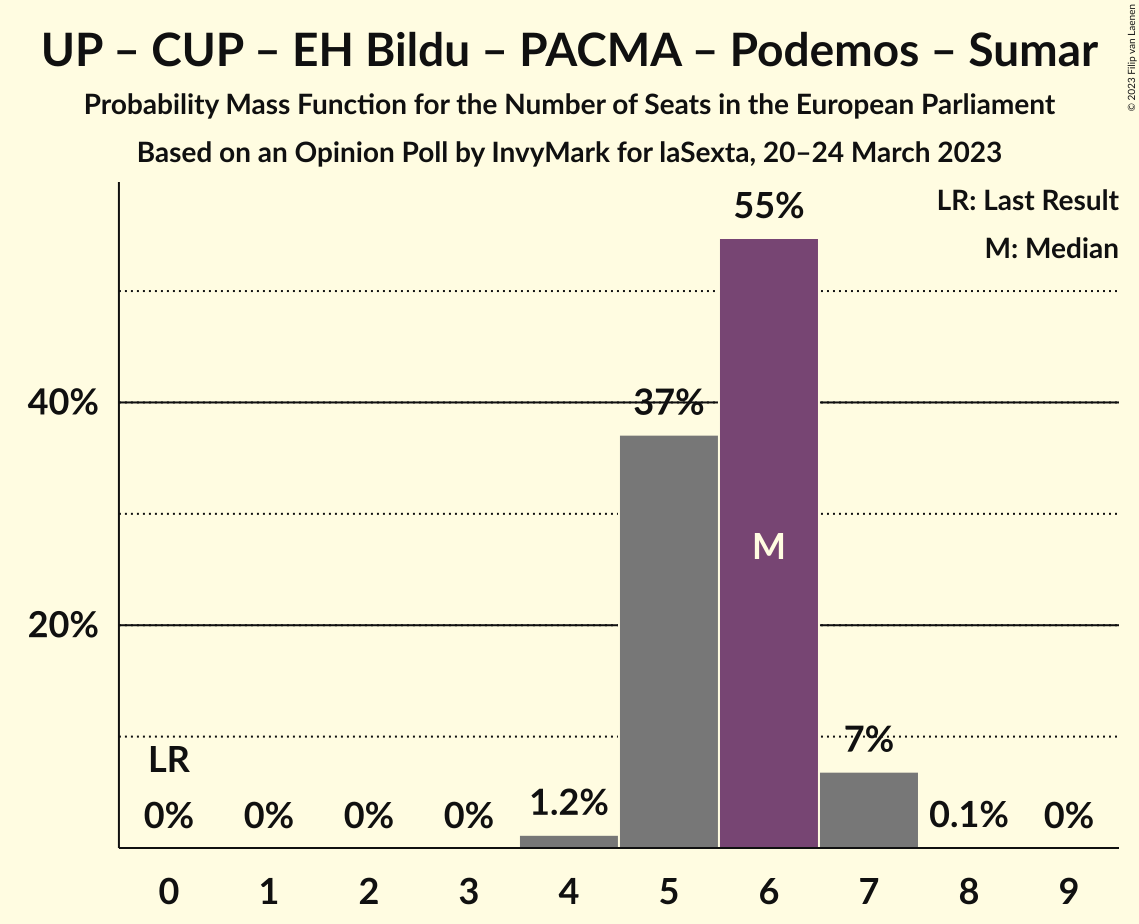 UP – CUP – EH Bildu – PACMA – Podemos – Sumar
Probability Mass Function for the Number of Seats in the European Parliament
Based on an Opinion Poll by InvyMark for laSexta, 20–24 March 2023
© 2023 Filip van Laenen
LR: Last Result
M: Median
55%
40%
37%
M
20%
7%
LR
0% 0% 0% 0% 1.2% 0.1% 0%
0 1 2 3 4 5 6 7 8 9